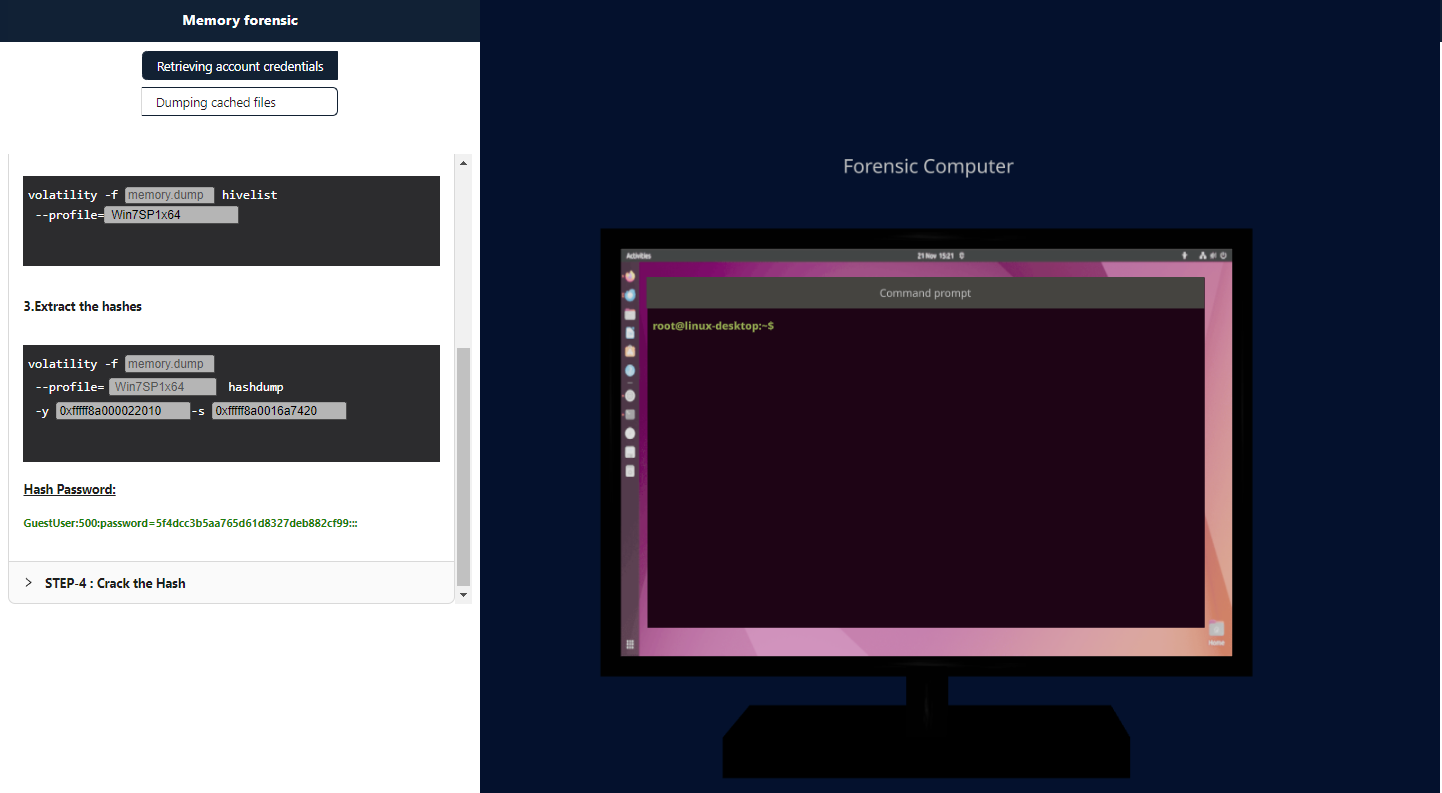 Memory forensic
Retrieving account credentials
Dumping cached files
volatility -f memory.dump hivelist
--profile= Win7SP1x64
3.Extract the hashes
volatility -f memory.dump
--profile= Win7SP1x64 hashdump
-y 0xfffff8a000022010 -s 0xfffff8a0016a7420
Hash Password:
GuestUser:500:password=5f4dcc3b5aa765d61d8327deb882cf99:::
STEP-4 : Crack the Hash
Forensic Computer
Activities
21 Nov 15:21
Command prompt
root@linux-desktop:~$
Home